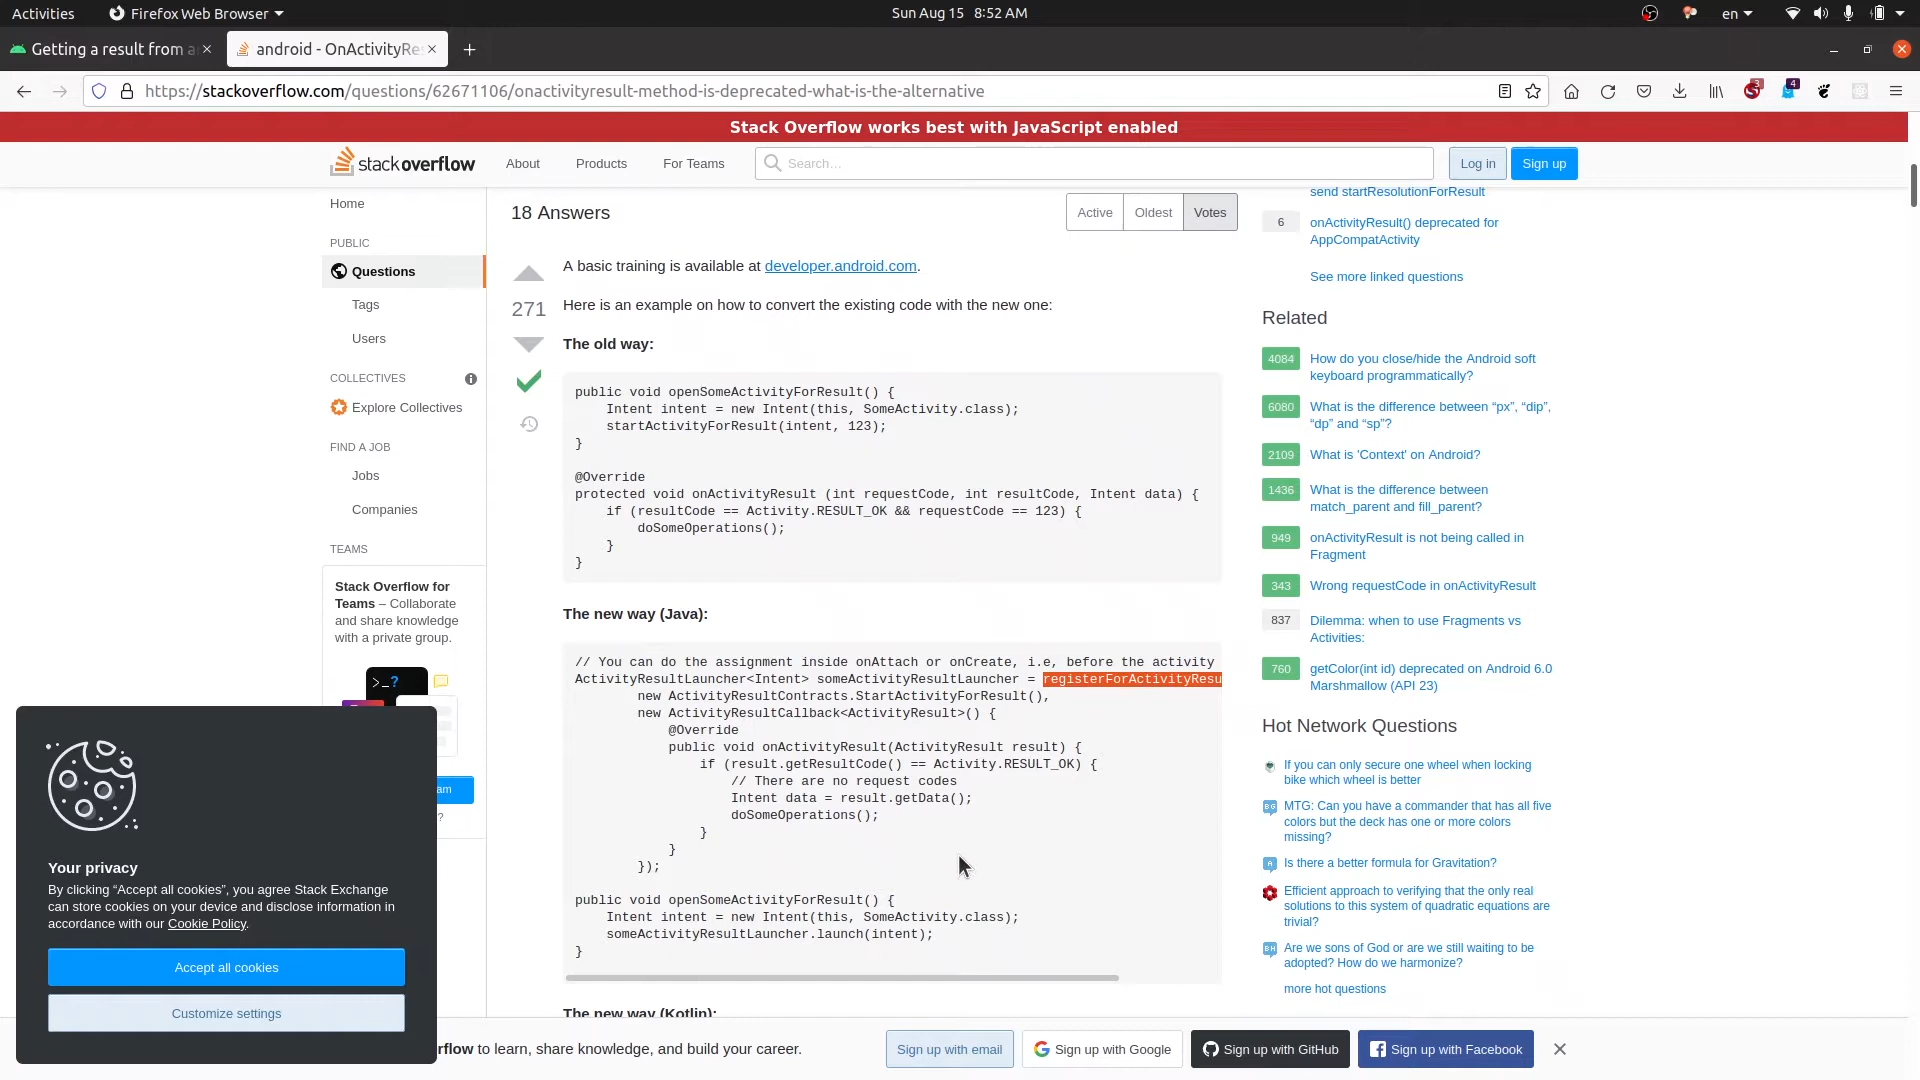 Activities
Firefox Web Browser
Sun Aug 15 8:52 AM
en
Getting a result from a
android - OnActivityRe
https://stackoverflow.com/questions/62671106/onactivityresult-method-is-deprecated-what-is-the-alternative
3
4
Stack Overflow works best with JavaScript enabled
stackoverflow
About
Products
For Teams
Search…
Log in
Sign up
Home
PUBLIC
Questions
Tags
Users
COLLECTIVES
Explore Collectives
FIND A JOB
Jobs
Companies
TEAMS
Stack Overflow for
Teams – Collaborate
and share knowledge
with a private group.
>_?
am
?
18 Answers
Active
Oldest
Votes
271
A basic training is available at developer.android.com.
Here is an example on how to convert the existing code with the new one:
The old way:
public void openSomeActivityForResult() {
Intent intent = new Intent(this, SomeActivity.class);
startActivityForResult(intent, 123);
}
@Override
protected void onActivityResult (int requestCode, int resultCode, Intent data) {
if (resultCode == Activity.RESULT_OK && requestCode == 123) {
doSomeOperations();
}
}
The new way (Java):
// You can do the assignment inside onAttach or onCreate, i.e, before the activity
ActivityResultLauncher<Intent> someActivityResultLauncher = registerForActivityResu
new ActivityResultContracts.StartActivityForResult(),
new ActivityResultCallback<ActivityResult>() {
@Override
public void onActivityResult(ActivityResult result) {
if (result.getResultCode() == Activity.RESULT_OK) {
// There are no request codes
Intent data = result.getData();
doSomeOperations();
}
}
});
public void openSomeActivityForResult() {
Intent intent = new Intent(this, SomeActivity.class);
someActivityResultLauncher.launch(intent);
}
The new way (Kotlin):
send startResolutionForResult
6 onActivityResult() deprecated for
AppCompatActivity
See more linked questions
Related
4084 How do you close/hide the Android soft
keyboard programmatically?
6080 What is the difference between “px”, “dip”,
“dp” and “sp”?
2109 What is 'Context' on Android?
1436 What is the difference between
match_parent and fill_parent?
949 onActivityResult is not being called in
Fragment
343 Wrong requestCode in onActivityResult
837 Dilemma: when to use Fragments vs
Activities:
760 getColor(int id) deprecated on Android 6.0
Marshmallow (API 23)
Hot Network Questions
If you can only secure one wheel when locking
bike which wheel is better
MTG: Can you have a commander that has all five
colors but the deck has one or more colors
missing?
Is there a better formula for Gravitation?
Efficient approach to verifying that the only real
solutions to this system of quadratic equations are
trivial?
Are we sons of God or are we still waiting to be
adopted? How do we harmonize?
more hot questions
Your privacy
By clicking “Accept all cookies”, you agree Stack Exchange
can store cookies on your device and disclose information in
accordance with our Cookie Policy.
Accept all cookies
Customize settings
rflow to learn, share knowledge, and build your career.
Sign up with email
Sign up with Google
Sign up with GitHub
Sign up with Facebook